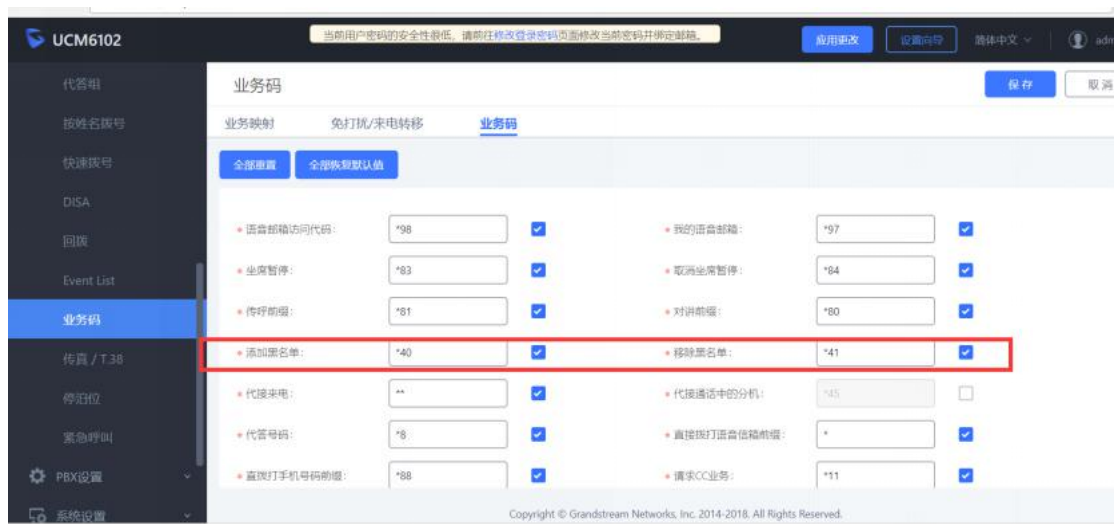 UCM6102
当前用户密码的安全性很低，请前往修改登录密码页面修改当前密码并绑定邮箱。
应用更改
设置向导
简体中文
adm
代答组
按姓名拨号
快速拨号
DISA
回拨
Event List
业务码
传真 / T.38
停泊位
紧急呼叫
PBX设置
系统设置
业务码
保存
取消
业务映射 免打扰/来电转移 业务码
全部重置 全部恢复默认值
* 语音邮箱访问代码: *98 * 我的语音邮箱: *97
* 坐席暂停: *83 * 取消坐席暂停: *84
* 传呼前缀: *81 * 对讲前缀: *80
* 添加黑名单: *40 * 移除黑名单: *41
* 代接来电: ** * 代接通话中的分机: *45
* 代答号码: *8 * 直接拨打语音信箱前缀: *
* 直拨打手机号码前缀: *88 * 请求CC业务: *11
Copyright © Grandstream Networks, Inc. 2014-2018. All Rights Reserved.